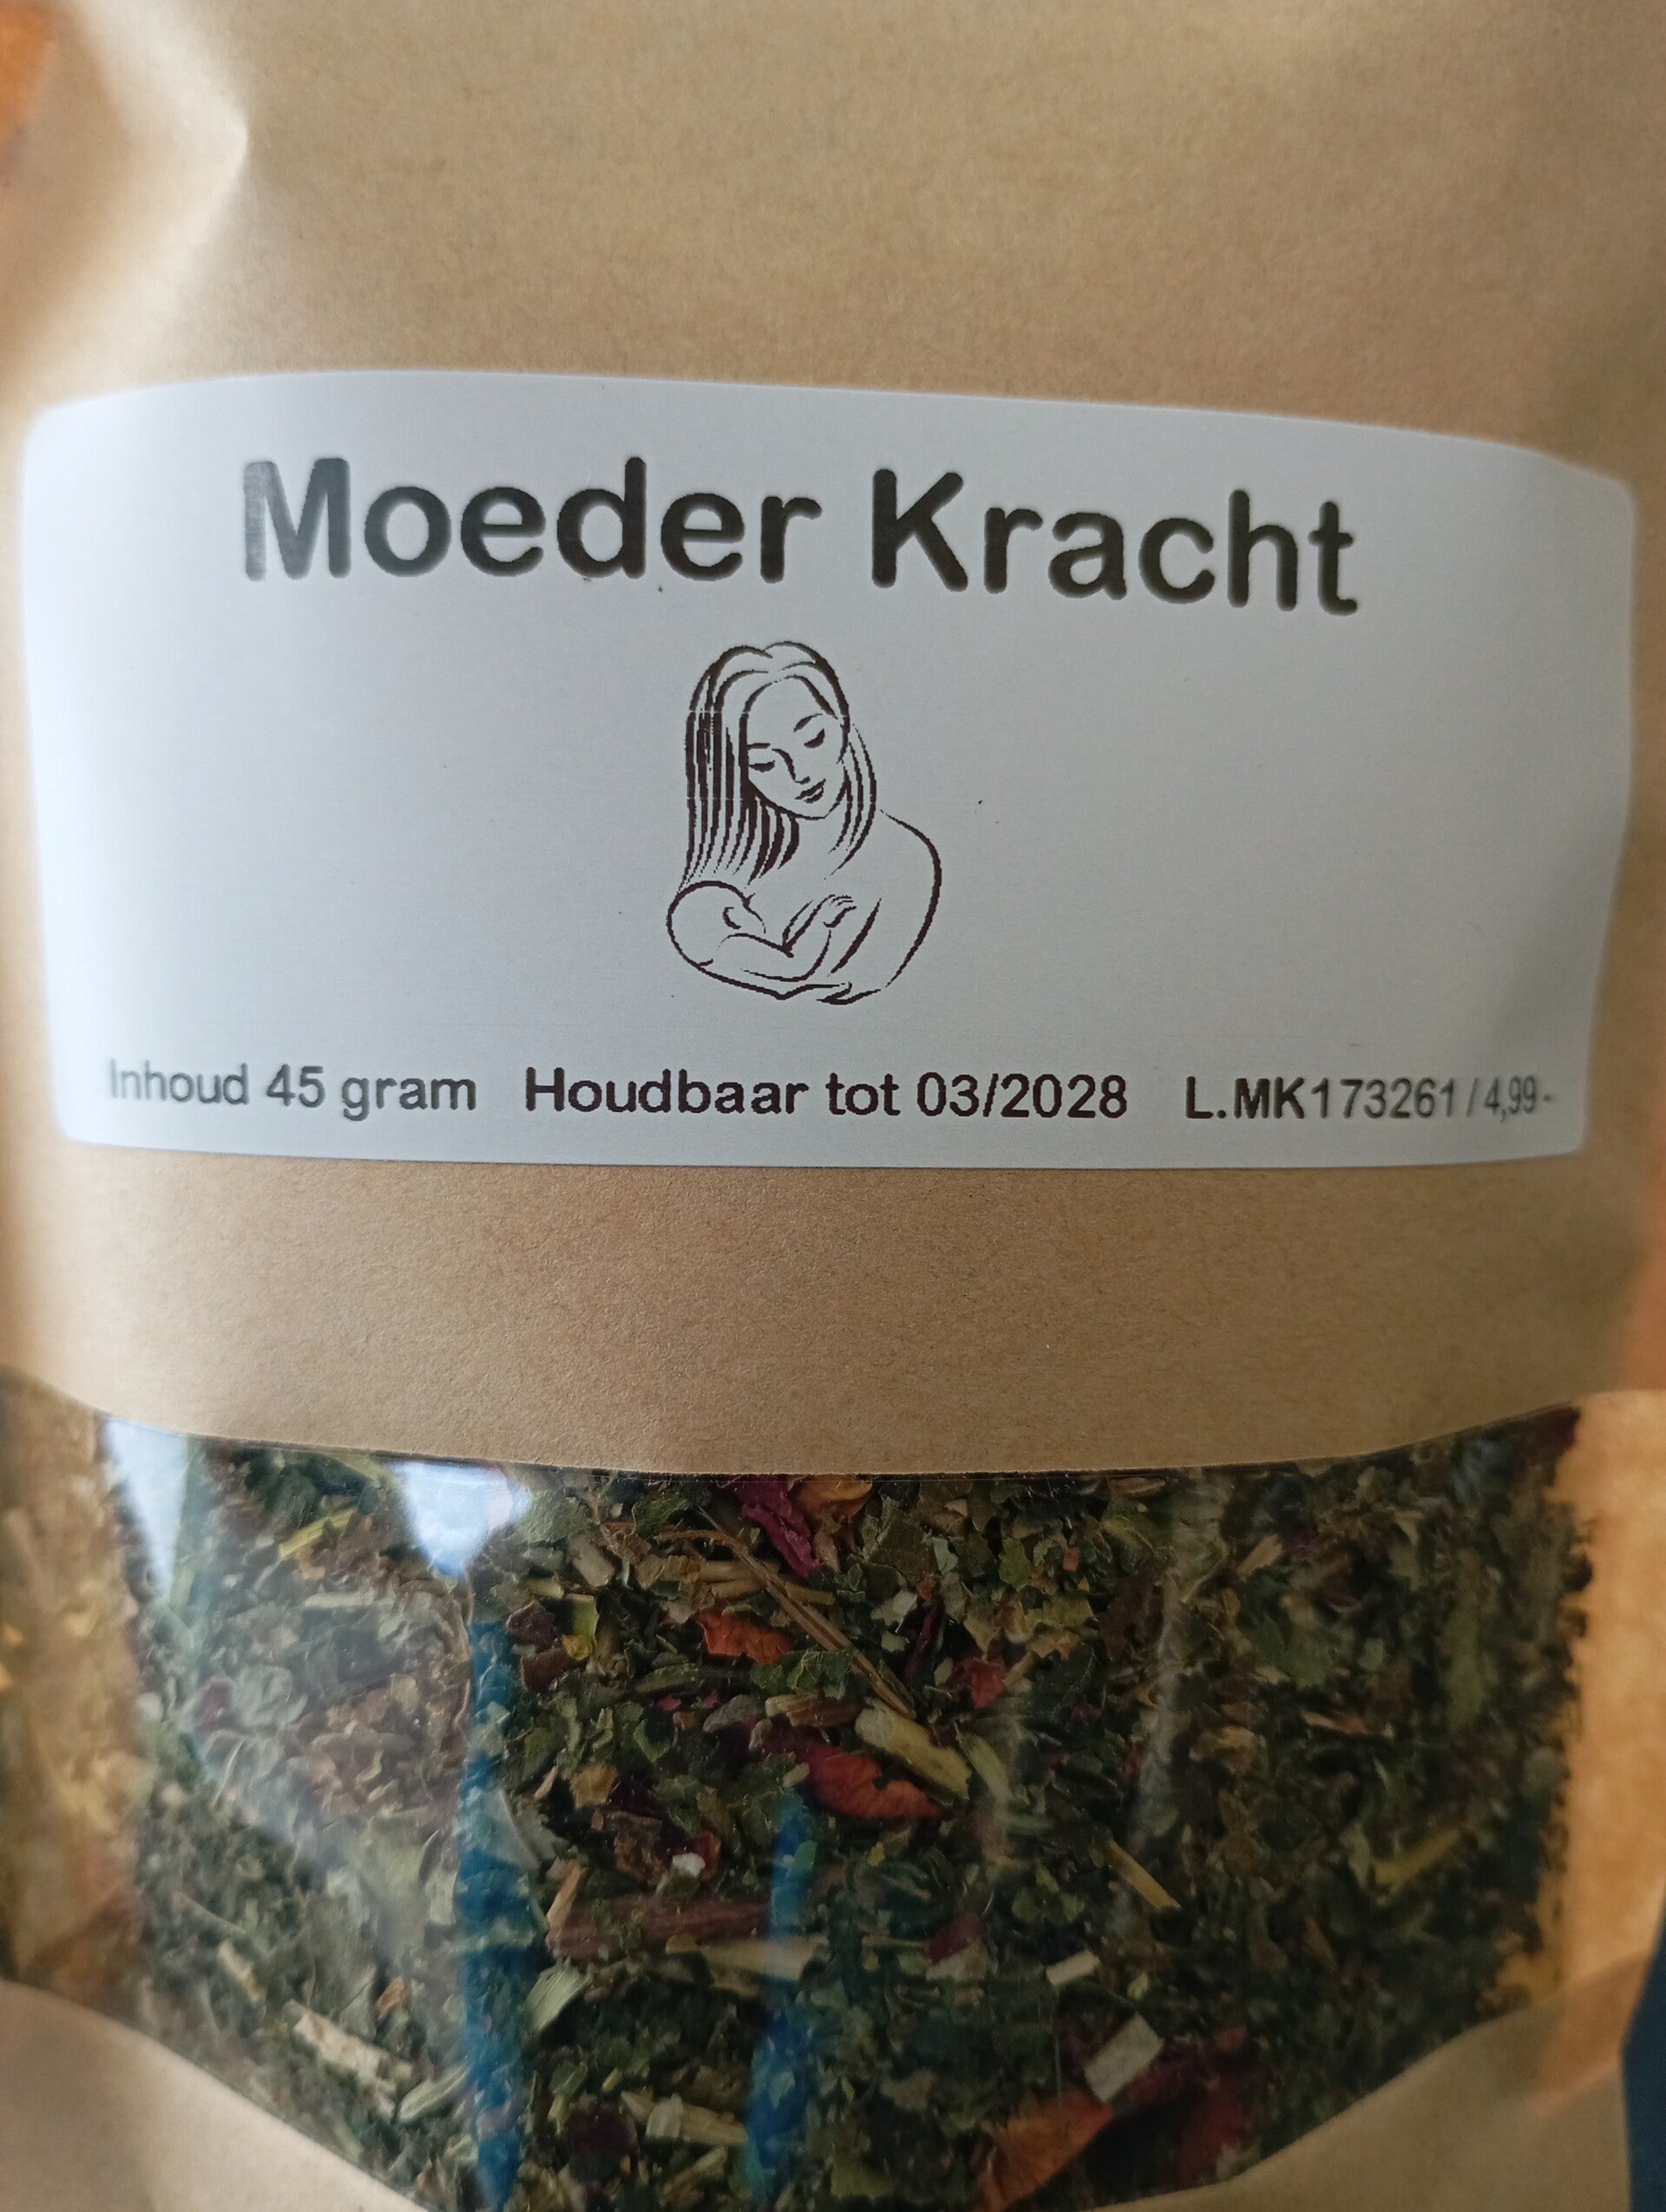 Moeder Kracht
Inhoud 45 gram Houdbaar tot 03/2028 L.MK173261/4,99-